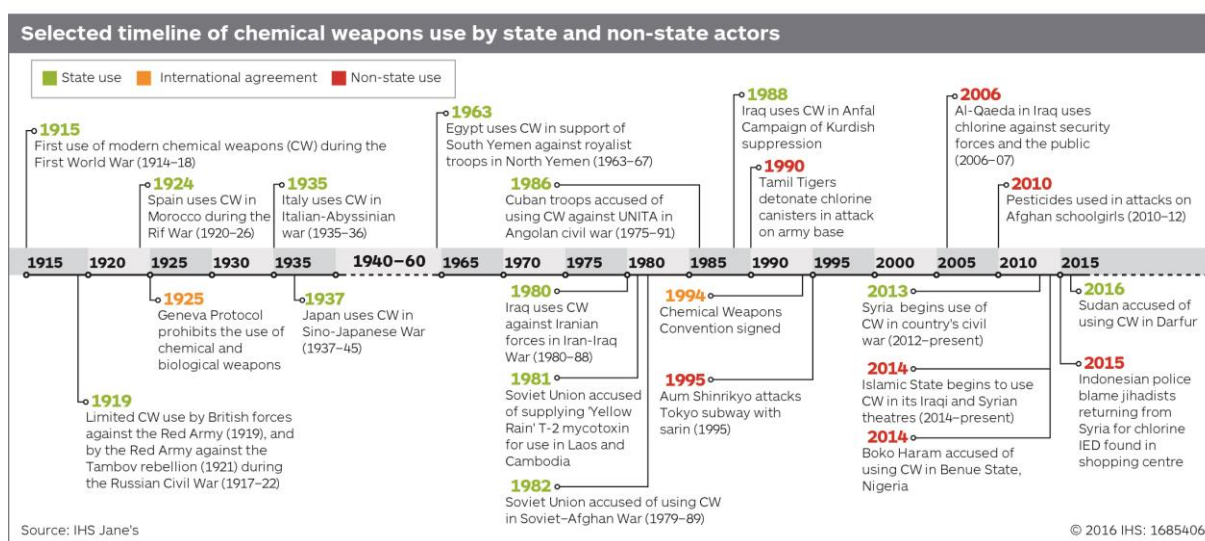 Selected timeline of chemical weapons use by state and non-state actors
State use
International agreement
Non-state use
1915
First use of modern chemical weapons (CW) during the
First World War (1914–18)
1924
Spain uses CW in
Morocco during the
Rif War (1920–26)
1935
Italy uses CW in
Italian-Abyssinian
war (1935–36)
1963
Egypt uses CW in support of
South Yemen against royalist
troops in North Yemen (1963–67)
1986
Cuban troops accused of
using CW against UNITA in
Angolan civil war (1975–91)
1988
Iraq uses CW in Anfal
Campaign of Kurdish
suppression
1990
Tamil Tigers
detonate chlorine
canisters in attack
on army base
2006
Al-Qaeda in Iraq uses
chlorine against security
forces and the public
(2006–07)
2010
Pesticides used in attacks on
Afghan schoolgirls (2010–12)
1915 1920 1925 1930 1935 1940–60 1965 1970 1975 1980 1985 1990 1995 2000 2005 2010 2015
1925
Geneva Protocol
prohibits the use of
chemical and
biological weapons
1937
Japan uses CW in
Sino-Japanese War
(1937–45)
1919
Limited CW use by British forces
against the Red Army (1919), and
by the Red Army against the
Tambov rebellion (1921) during
the Russian Civil War (1917–22)
1980
Iraq uses CW
against Iranian
forces in Iran-Iraq
War (1980–88)
1981
Soviet Union accused
of supplying 'Yellow
Rain' T-2 mycotoxin
for use in Laos and
Cambodia
1982
Soviet Union accused of using CW
in Soviet–Afghan War (1979–89)
1994
Chemical Weapons
Convention signed
1995
Aum Shinrikyo attacks
Tokyo subway with
sarin (1995)
2013
Syria begins use of
CW in country's civil
war (2012–present)
2014
Islamic State begins to use
CW in its Iraqi and Syrian
theatres (2014–present)
2014
Boko Haram accused of
using CW in Benue State,
Nigeria
2016
Sudan accused of
using CW in Darfur
2015
Indonesian police
blame jihadists
returning from
Syria for chlorine
IED found in
shopping centre
Source: IHS Jane's
© 2016 IHS: 1685406